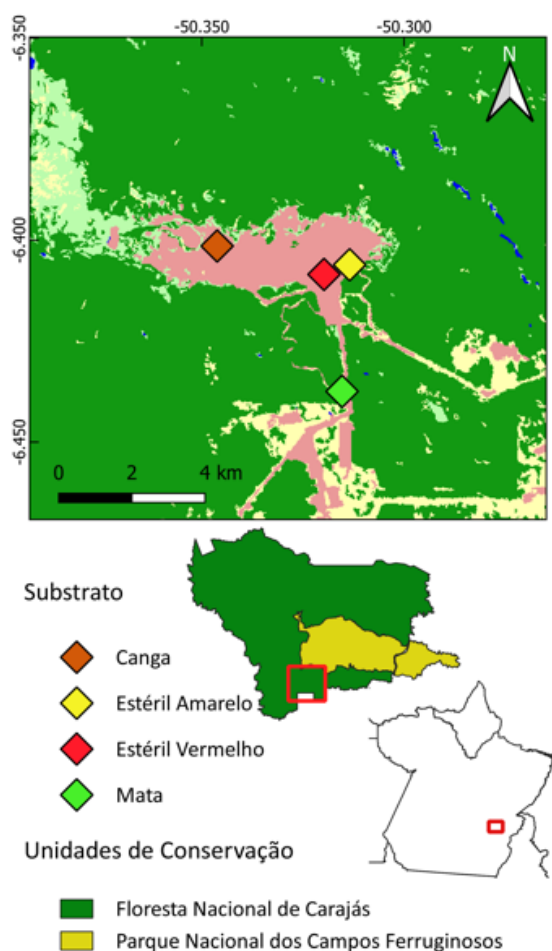 -50.350
-50.300
-6.350
N
-6.400
-6.450
0
2
4 km
Substrato
Canga
Estéril Amarelo
Estéril Vermelho
Mata
Unidades de Conservação
Floresta Nacional de Carajás
Parque Nacional dos Campos Ferruginosos